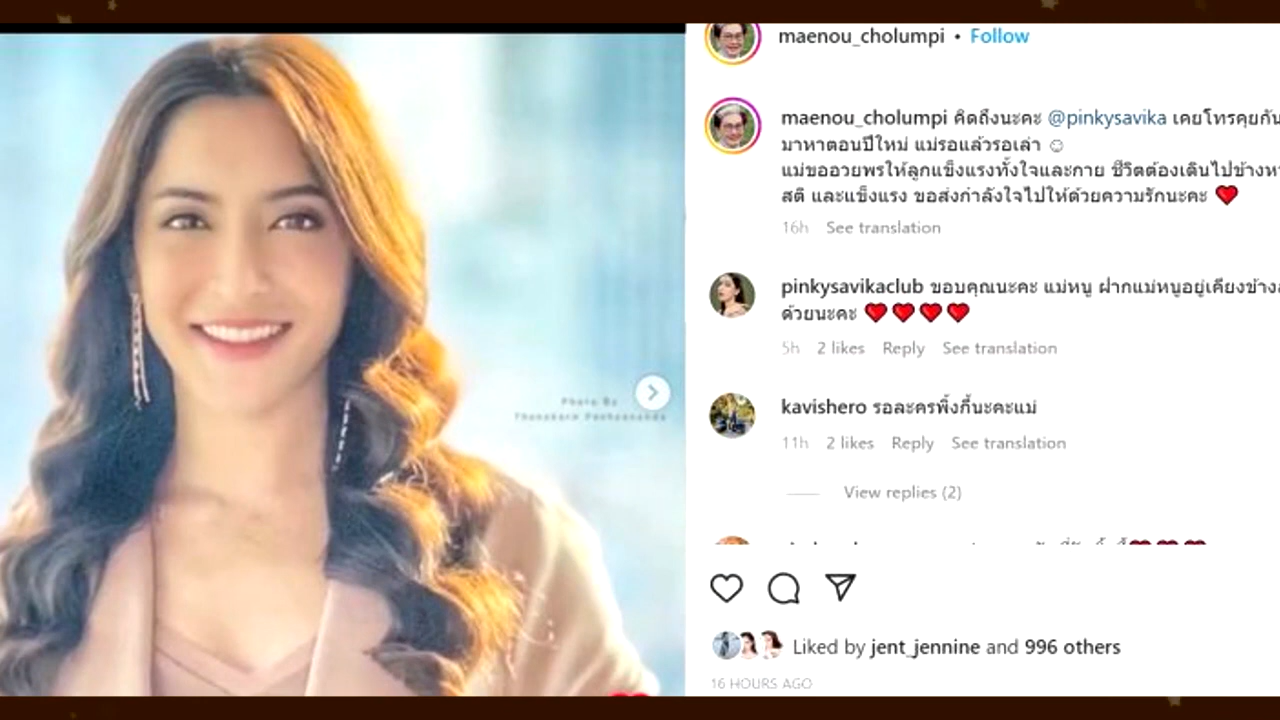 maenou_cholumpi • Follow
maenou_cholumpi คิดถึงนะคะ @pinkysavika เคยโทรคุยกัน
มาหาตอนปีใหม่ แม่รอแล้วรอเล่า ☺
แม่ขออวยพรให้ลูกแข็งแรงทั้งใจและกาย ชีวิตต้องเดินไปข้างห
สติ และแข็งแรง ขอส่งกำลังใจไปให้ด้วยความรักนะคะ ❤
16h See translation
pinkysavikaclub ขอบคุณนะคะ แม่หนู ฝากแม่หนูอยู่เคียงข้าง
ด้วยนะคะ ❤❤❤❤
5h 2 likes Reply See translation
kavishero รอละครพิ้งกี้นะคะแม่
11h 2 likes Reply See translation
View replies (2)
Liked by jent_jennine and 996 others
16 HOURS AGO
Photo By